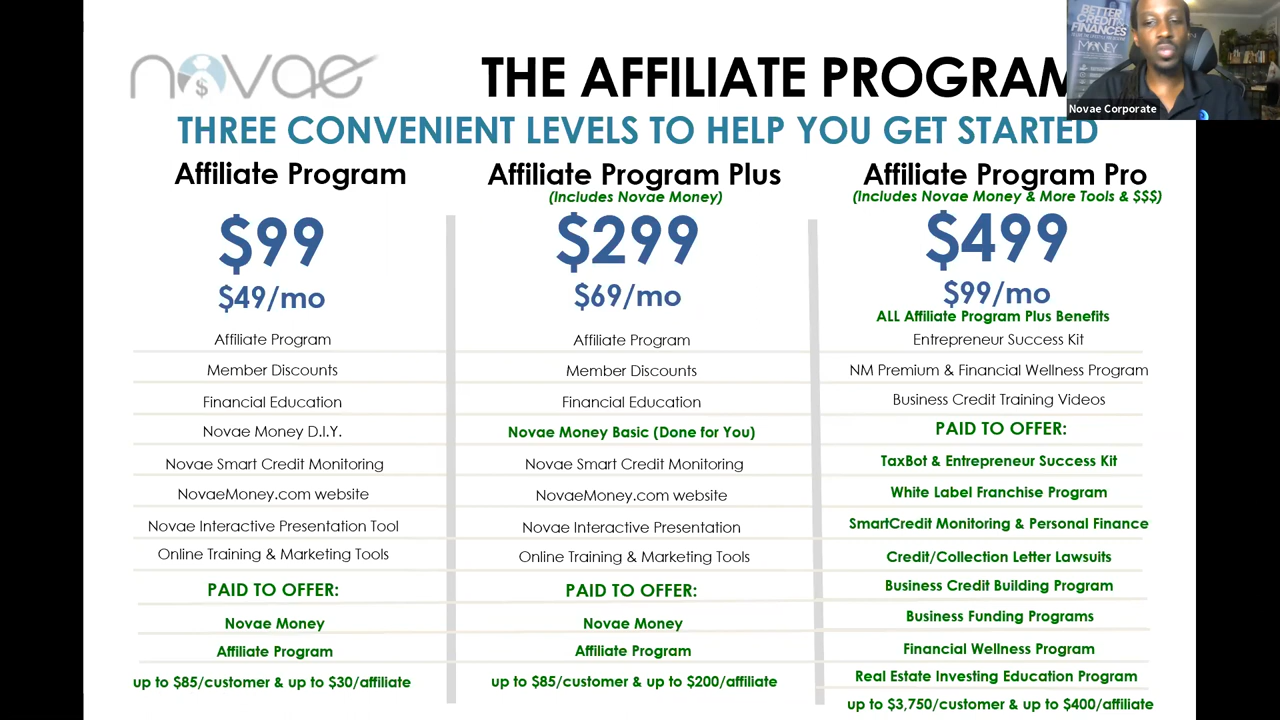 novae
$
THE AFFILIATE PROGRAM
BETTER
CREDIT
FINANCES
MONEY
Novae Corporate
THREE CONVENIENT LEVELS TO HELP YOU GET STARTED
Affiliate Program
$99
$49/mo
Affiliate Program
Member Discounts
Financial Education
Novae Money D.I.Y.
Novae Smart Credit Monitoring
NovaeMoney.com website
Novae Interactive Presentation Tool
Online Training & Marketing Tools
PAID TO OFFER:
Novae Money
Affiliate Program
up to $85/customer & up to $30/affiliate
Affiliate Program Plus
(Includes Novae Money)
$299
$69/mo
Affiliate Program
Member Discounts
Financial Education
Novae Money Basic (Done for You)
Novae Smart Credit Monitoring
NovaeMoney.com website
Novae Interactive Presentation
Online Training & Marketing Tools
PAID TO OFFER:
Novae Money
Affiliate Program
up to $85/customer & up to $200/affiliate
Affiliate Program Pro
(Includes Novae Money & More Tools & $$$)
$499
$99/mo
ALL Affiliate Program Plus Benefits
Entrepreneur Success Kit
NM Premium & Financial Wellness Program
Business Credit Training Videos
PAID TO OFFER:
TaxBot & Entrepreneur Success Kit
White Label Franchise Program
SmartCredit Monitoring & Personal Finance
Credit/Collection Letter Lawsuits
Business Credit Building Program
Business Funding Programs
Financial Wellness Program
Real Estate Investing Education Program
up to $3,750/customer & up to $400/affiliate